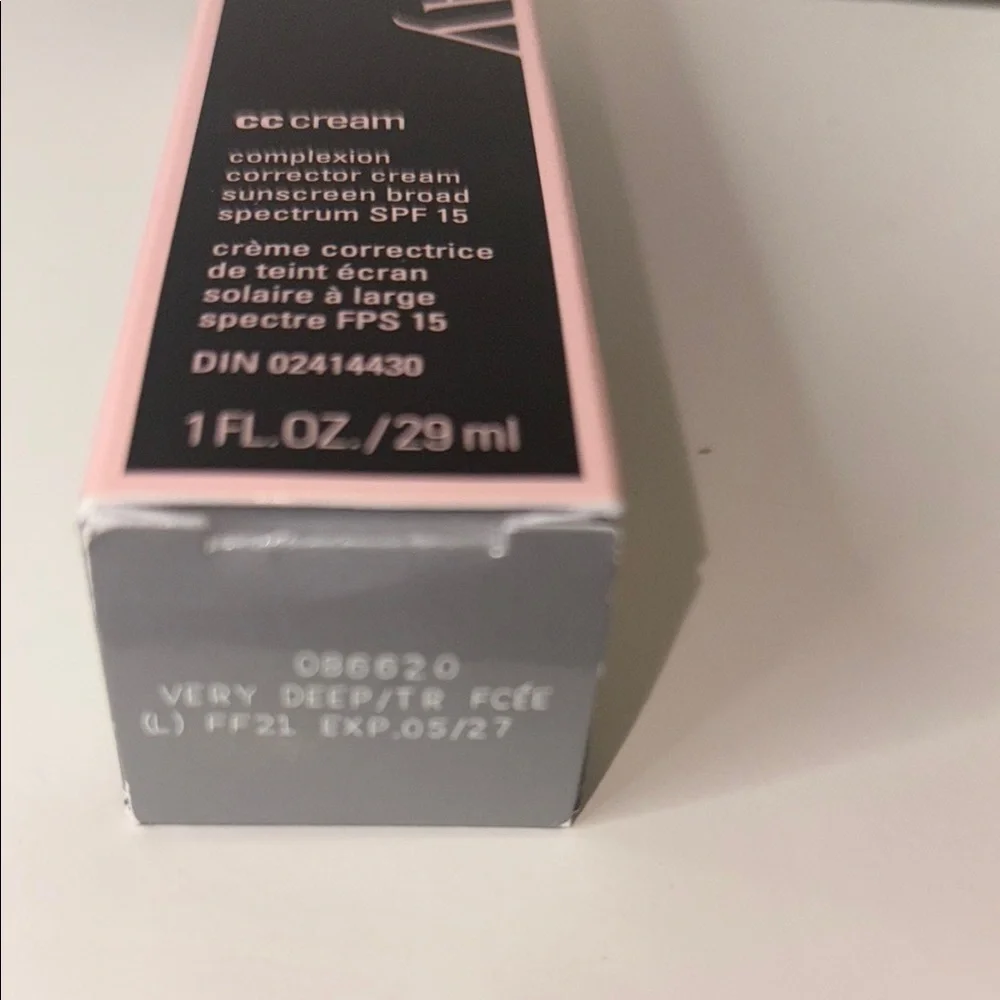 cc cream
complexion
corrector cream
sunscreen broad
spectrum SPF 15
crème correctrice
de teint écran
solaire à large
spectre FPS 15
DIN 02414430
1 FL.OZ./29 ml
086620
VERY DEEP/TR FCÉE
(L) FF21 EXP.05/27